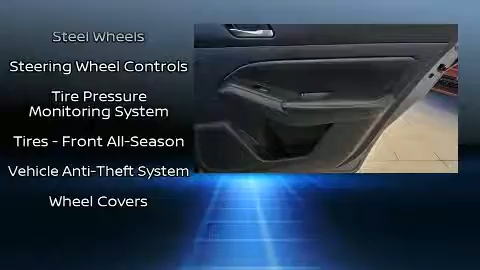 Steel Wheels
Steering Wheel Controls
Tire Pressure
Monitoring System
Tires - Front All-Season
Vehicle Anti-Theft System
Wheel Covers